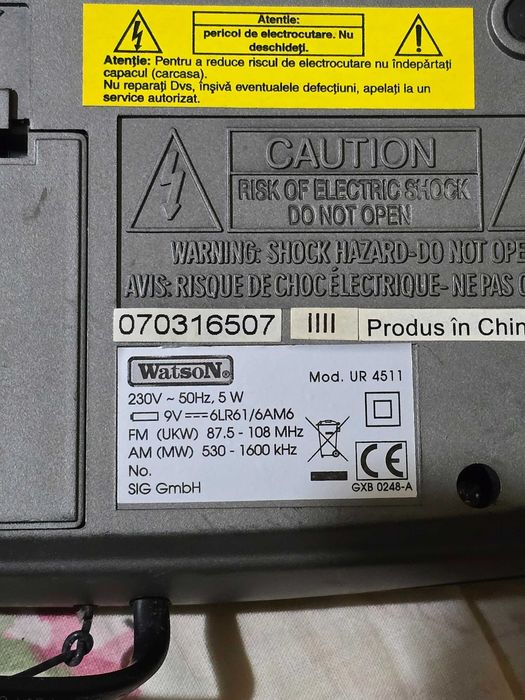 Atentie:
pericol de electrocutare. Nu
deschideți.
Atenție: Pentru a reduce riscul de electrocutare nu îndepărtați
capacul (carcasa).
Nu reparați Dvs, înșivă eventualele defecțiuni, apelați la un
service autorizat.
CAUTION
RISK OF ELECTRIC SHOCK
DO NOT OPEN
WARNING: SHOCK HAZARD-DO NOT OPE
AVIS: RISQUE DE CHOC ÉLECTRIQUE- NE PAS
070316507 IIII Produs în Chin
WatsoN®
Mod. UR 4511
230V ~ 50Hz, 5 W
9V 6LR61/6AM6
FM (UKW) 87.5 - 108 MHz
AM (MW) 530 - 1600 kHz
No.
SIG GmbH
CE
GXB 0248-A